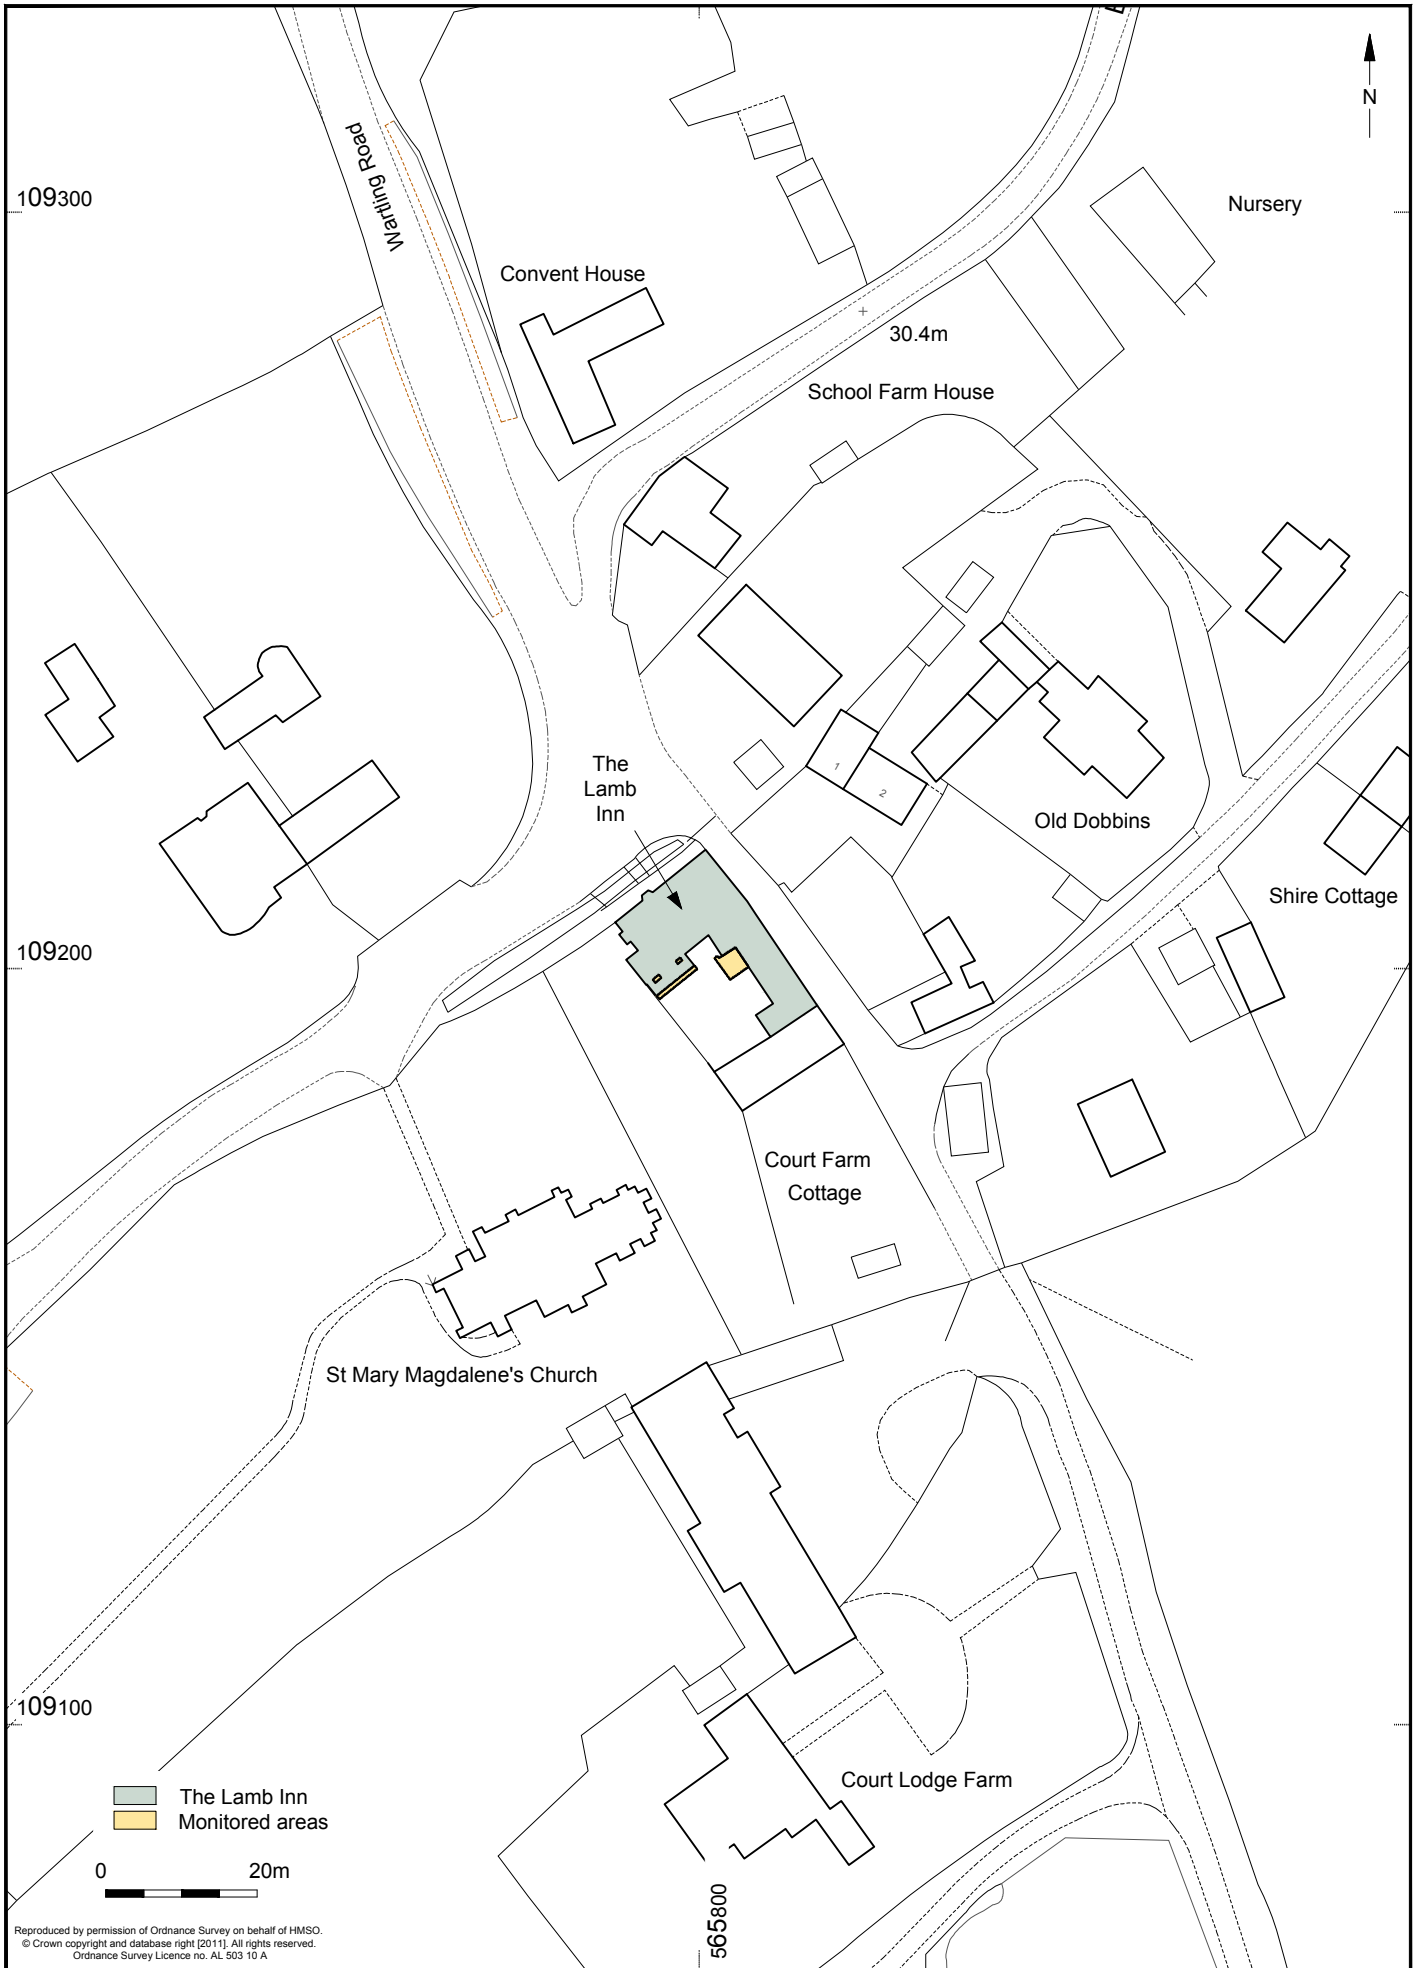 N
Wartling Road
109300
Nursery
Convent House
30.4m
School Farm House
The
Lamb
Inn
1
2
Old Dobbins
Shire Cottage
109200
Court Farm
Cottage
St Mary Magdalene's Church
109100
Court Lodge Farm
The Lamb Inn
Monitored areas
0 20m
565800
Reproduced by permission of Ordnance Survey on behalf of HMSO.
© Crown copyright and database right [2011]. All rights reserved.
Ordnance Survey Licence no. AL 503 10 A